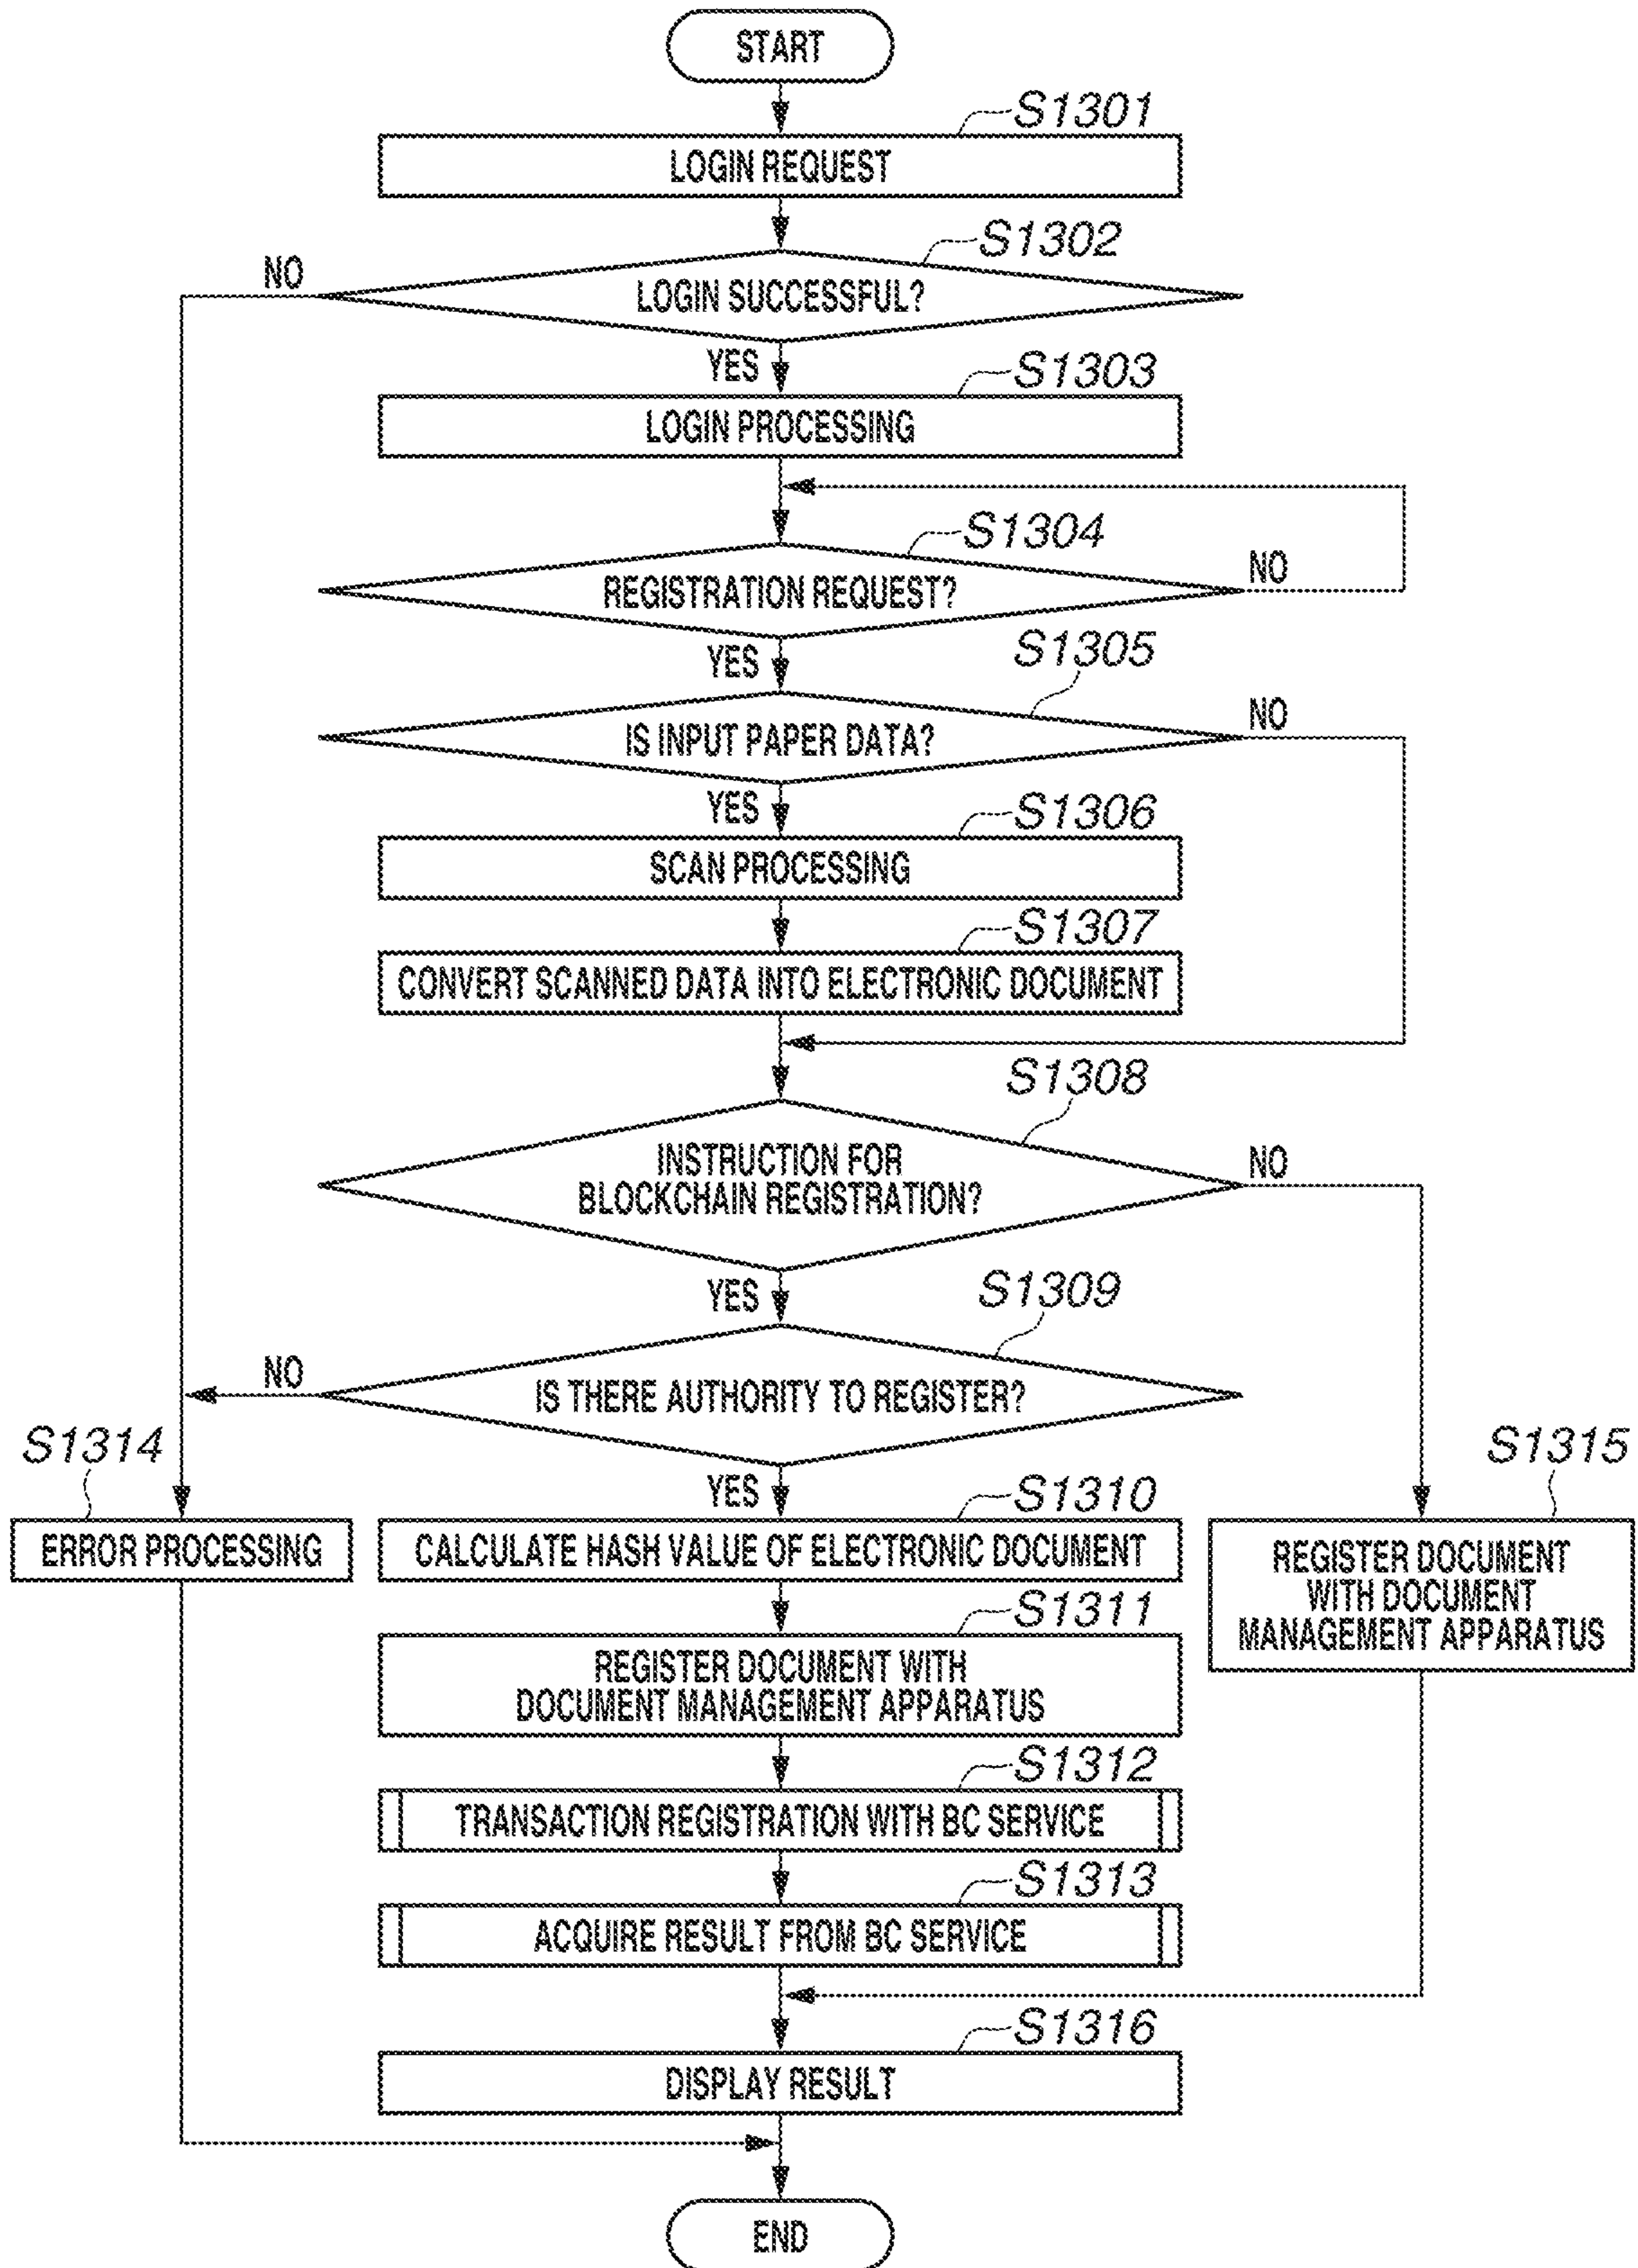 START
S1301
LOGIN REQUEST
S1302
NO
LOGIN SUCCESSFUL?
YES
S1303
LOGIN PROCESSING
S1304
NO
REGISTRATION REQUEST?
YES
S1305
NO
IS INPUT PAPER DATA?
YES
S1306
SCAN PROCESSING
S1307
CONVERT SCANNED DATA INTO ELECTRONIC DOCUMENT
S1308
INSTRUCTION FOR
BLOCKCHAIN REGISTRATION?
NO
YES
S1309
NO
IS THERE AUTHORITY TO REGISTER?
S1314
S1315
YES
S1310
ERROR PROCESSING
CALCULATE HASH VALUE OF ELECTRONIC DOCUMENT
REGISTER DOCUMENT
WITH DOCUMENT
MANAGEMENT APPARATUS
S1311
REGISTER DOCUMENT WITH
DOCUMENT MANAGEMENT APPARATUS
S1312
TRANSACTION REGISTRATION WITH BC SERVICE
S1313
ACQUIRE RESULT FROM BC SERVICE
S1316
DISPLAY RESULT
END